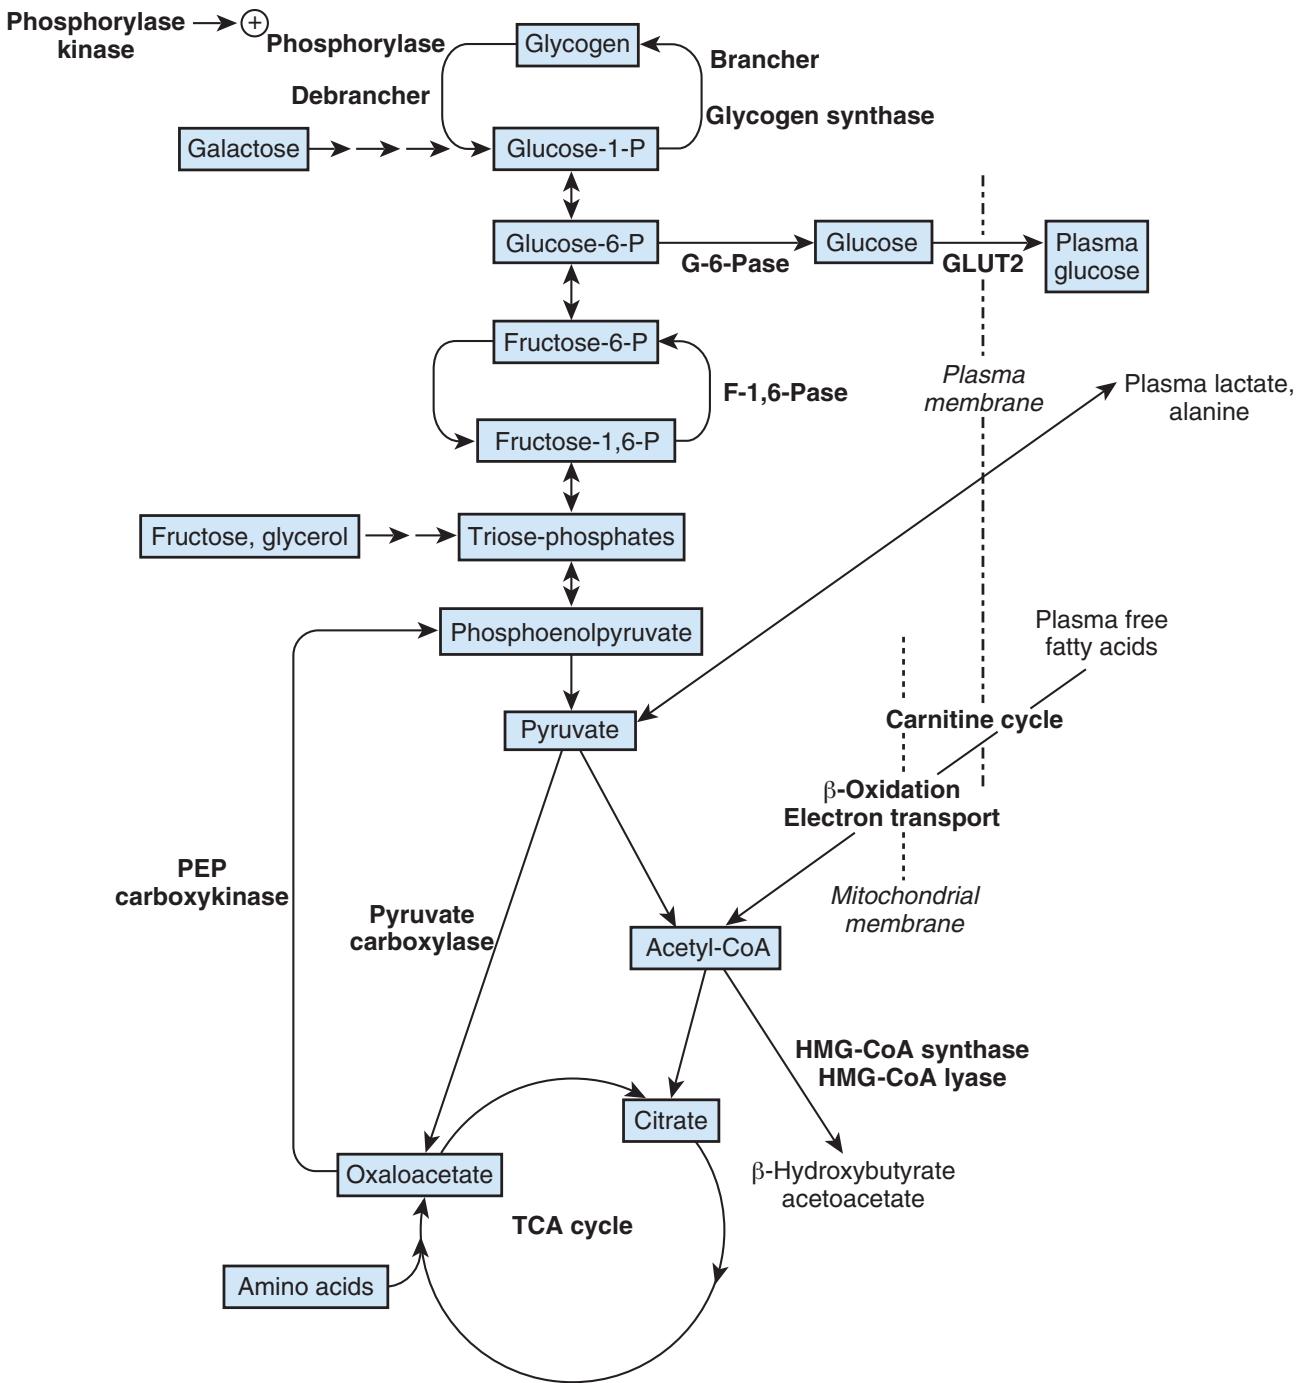 Phosphorylase
kinase
+
Phosphorylase
Glycogen
Brancher
Debrancher
Glycogen synthase
Galactose
Glucose-1-P
Glucose-6-P
G-6-Pase
Glucose
GLUT2
Plasma
glucose
Fructose-6-P
F-1,6-Pase
Plasma
membrane
Plasma lactate,
alanine
Fructose-1,6-P
Fructose, glycerol
Triose-phosphates
Phosphoenolpyruvate
Plasma free
fatty acids
Pyruvate
Carnitine cycle
β-Oxidation
Electron transport
PEP
carboxykinase
Pyruvate
carboxylase
Mitochondrial
membrane
Acetyl-CoA
HMG-CoA synthase
HMG-CoA lyase
Citrate
Oxaloacetate
β-Hydroxybutyrate
acetoacetate
TCA cycle
Amino acids